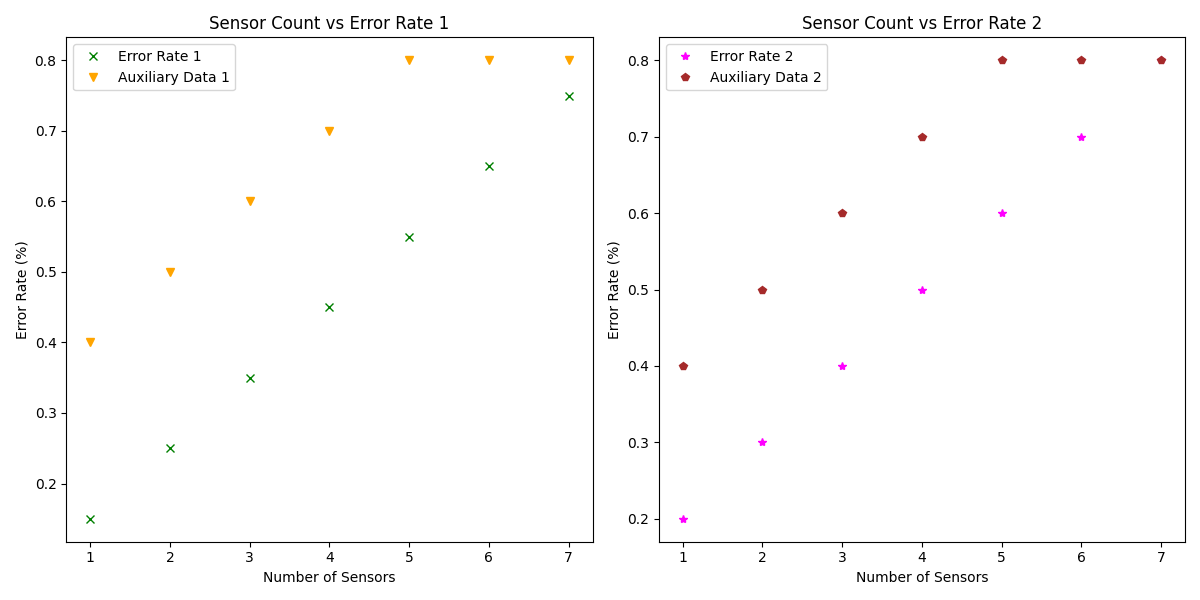 Sensor Count vs Error Rate 1
Error Rate 1
Auxiliary Data 1
0.8
0.7
0.6
0.5
0.4
0.3
0.2
Error Rate (%)
1 2 3 4 5 6 7
Number of Sensors
Sensor Count vs Error Rate 2
Error Rate 2
Auxiliary Data 2
0.8
0.7
0.6
0.5
0.4
0.3
0.2
Error Rate (%)
1 2 3 4 5 6 7
Number of Sensors